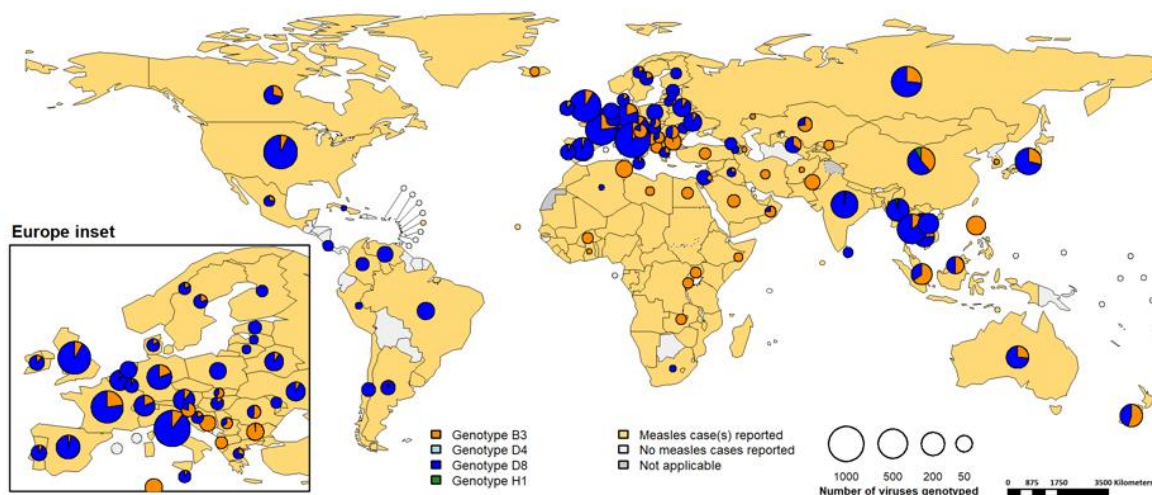 Europe inset
Genotype B3
Genotype D4
Genotype D8
Genotype H1
Measles case(s) reported
No measles cases reported
Not applicable
1000 500 200 50
Number of viruses genotyped
0 875 1750 3500 Kilometers